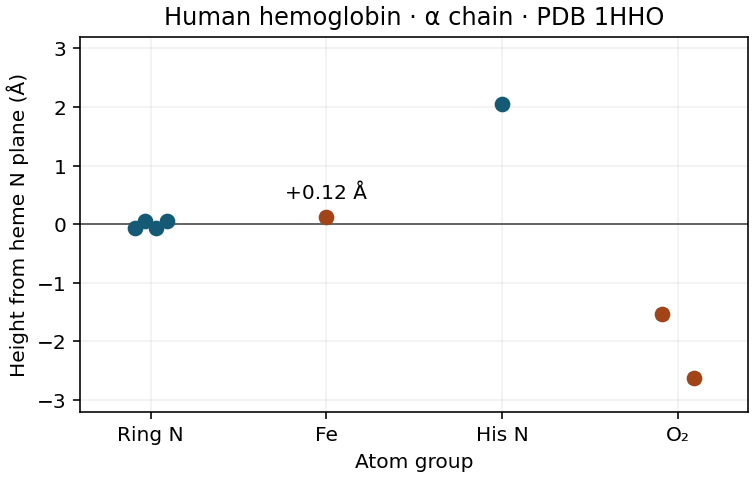 Human hemoglobin · α chain · PDB 1HHO
Height from heme N plane (Å)
3
2
1
0
−1
−2
−3
+0.12 Å
Ring N
Fe
His N
O₂
Atom group